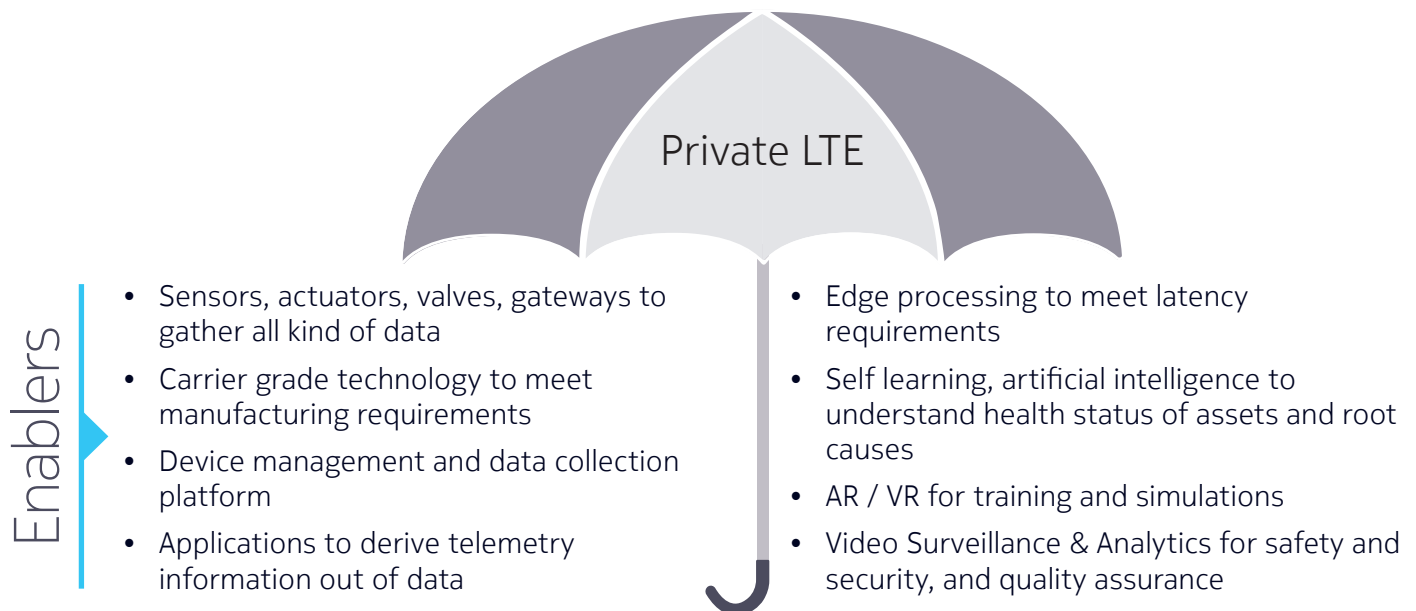 Private LTE
Enablers
• Sensors, actuators, valves, gateways to
gather all kind of data
• Carrier grade technology to meet
manufacturing requirements
• Device management and data collection
platform
• Applications to derive telemetry
information out of data
• Edge processing to meet latency
requirements
• Self learning, artificial intelligence to
understand health status of assets and root
causes
• AR / VR for training and simulations
• Video Surveillance & Analytics for safety and
security, and quality assurance